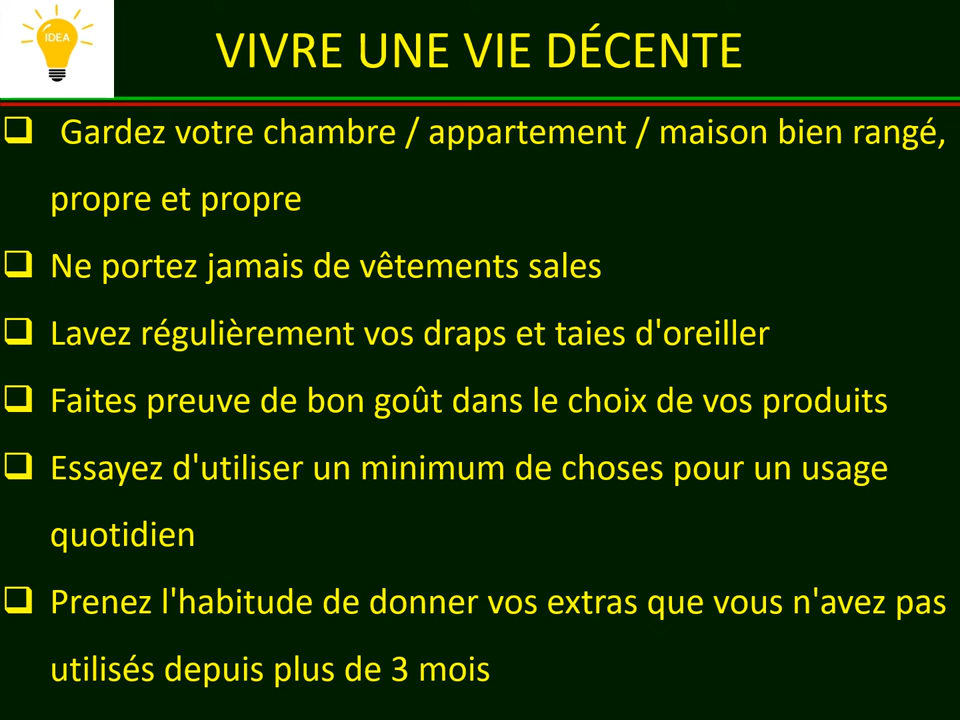 IDEA
VIVRE UNE VIE DÉCENTE
❑ Gardez votre chambre / appartement / maison bien rangé,
propre et propre
❑ Ne portez jamais de vêtements sales
❑ Lavez régulièrement vos draps et taies d'oreiller
❑ Faites preuve de bon goût dans le choix de vos produits
❑ Essayez d'utiliser un minimum de choses pour un usage
quotidien
❑ Prenez l'habitude de donner vos extras que vous n'avez pas
utilisés depuis plus de 3 mois